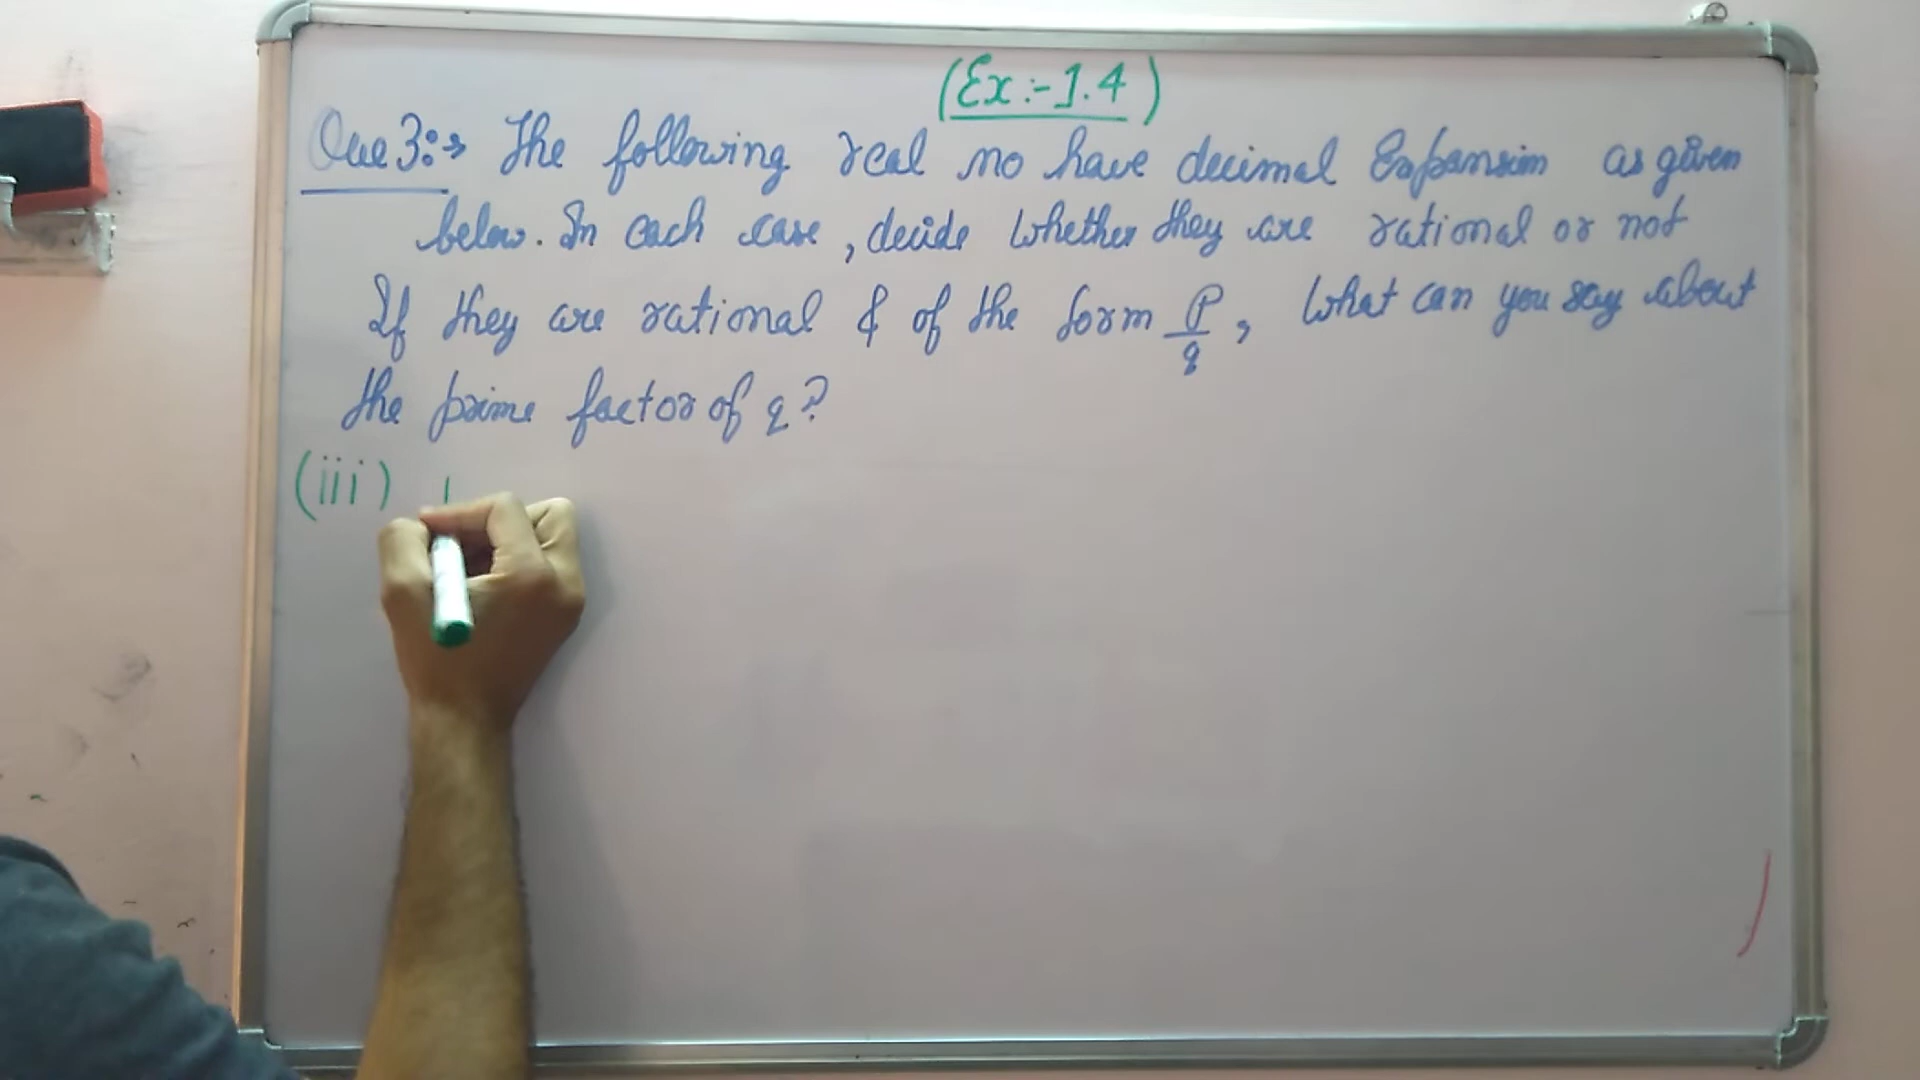 (Ex:-1.4)
Que 3:→ The following real no have decimal Expansion as given
below. In each case, decide whether they are rational or not
If they are rational & of the form P/q, What can you say about
the prime factor of q?
(iii)